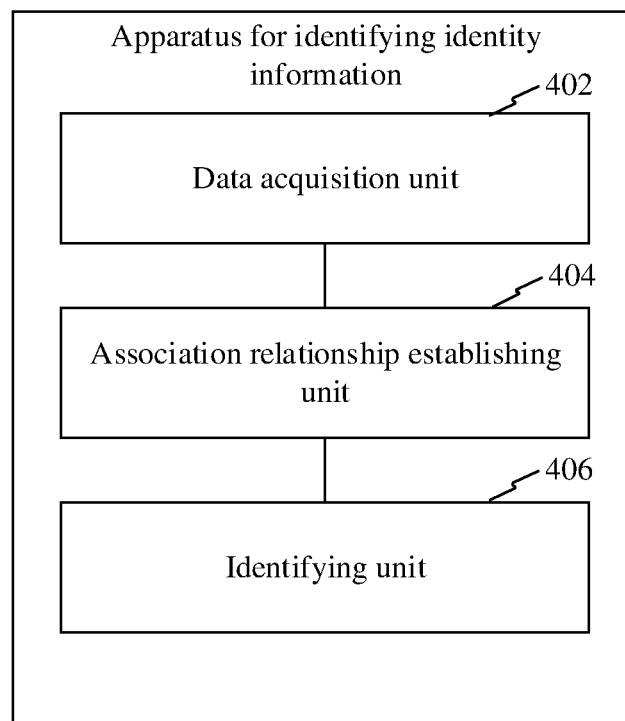 Apparatus for identifying identity
information
402
Data acquisition unit
404
Association relationship establishing
unit
406
Identifying unit